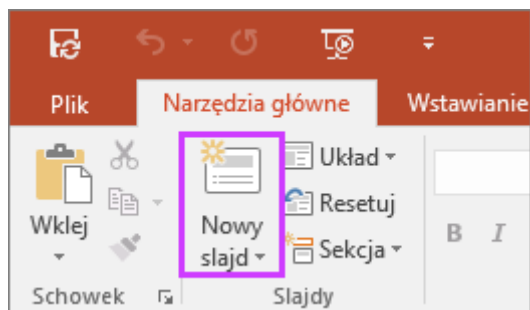 Plik Narzędzia główne Wstawianie
Wklej
Nowy slajd
Układ
Resetuj
Sekcja
B I
Schowek Slajdy